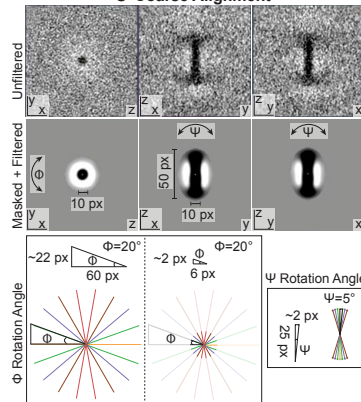 Coarse Alignment
Unfiltered
y
x
z
z
x
y
z
y
x
Masked + Filtered
Φ
Ψ
Ψ
50 px
10 px
10 px
y
x
z
z
x
y
z
y
x
Φ Rotation Angle
Φ=20°
~22 px
Φ
60 px
Φ
Φ=20°
~2 px
Φ
6 px
Φ
Ψ Rotation Angle
Ψ=5°
~2 px
25 px
Ψ